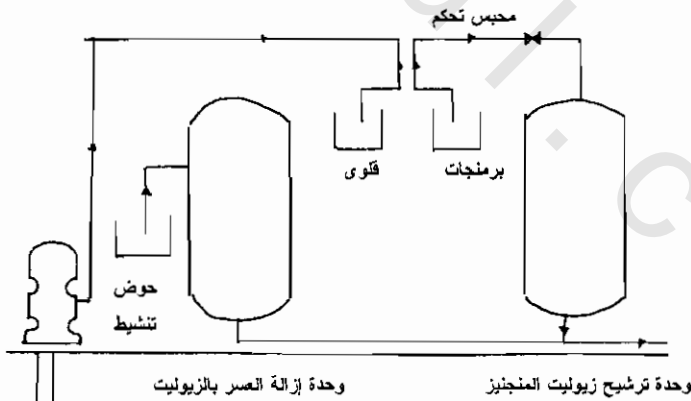 محبس تحكم
قلوى
برمنجات
حوض
تنشيط
وحدة إزالة العسر بالزيوليت
وحدة ترشيح زيوليت المنجنيز